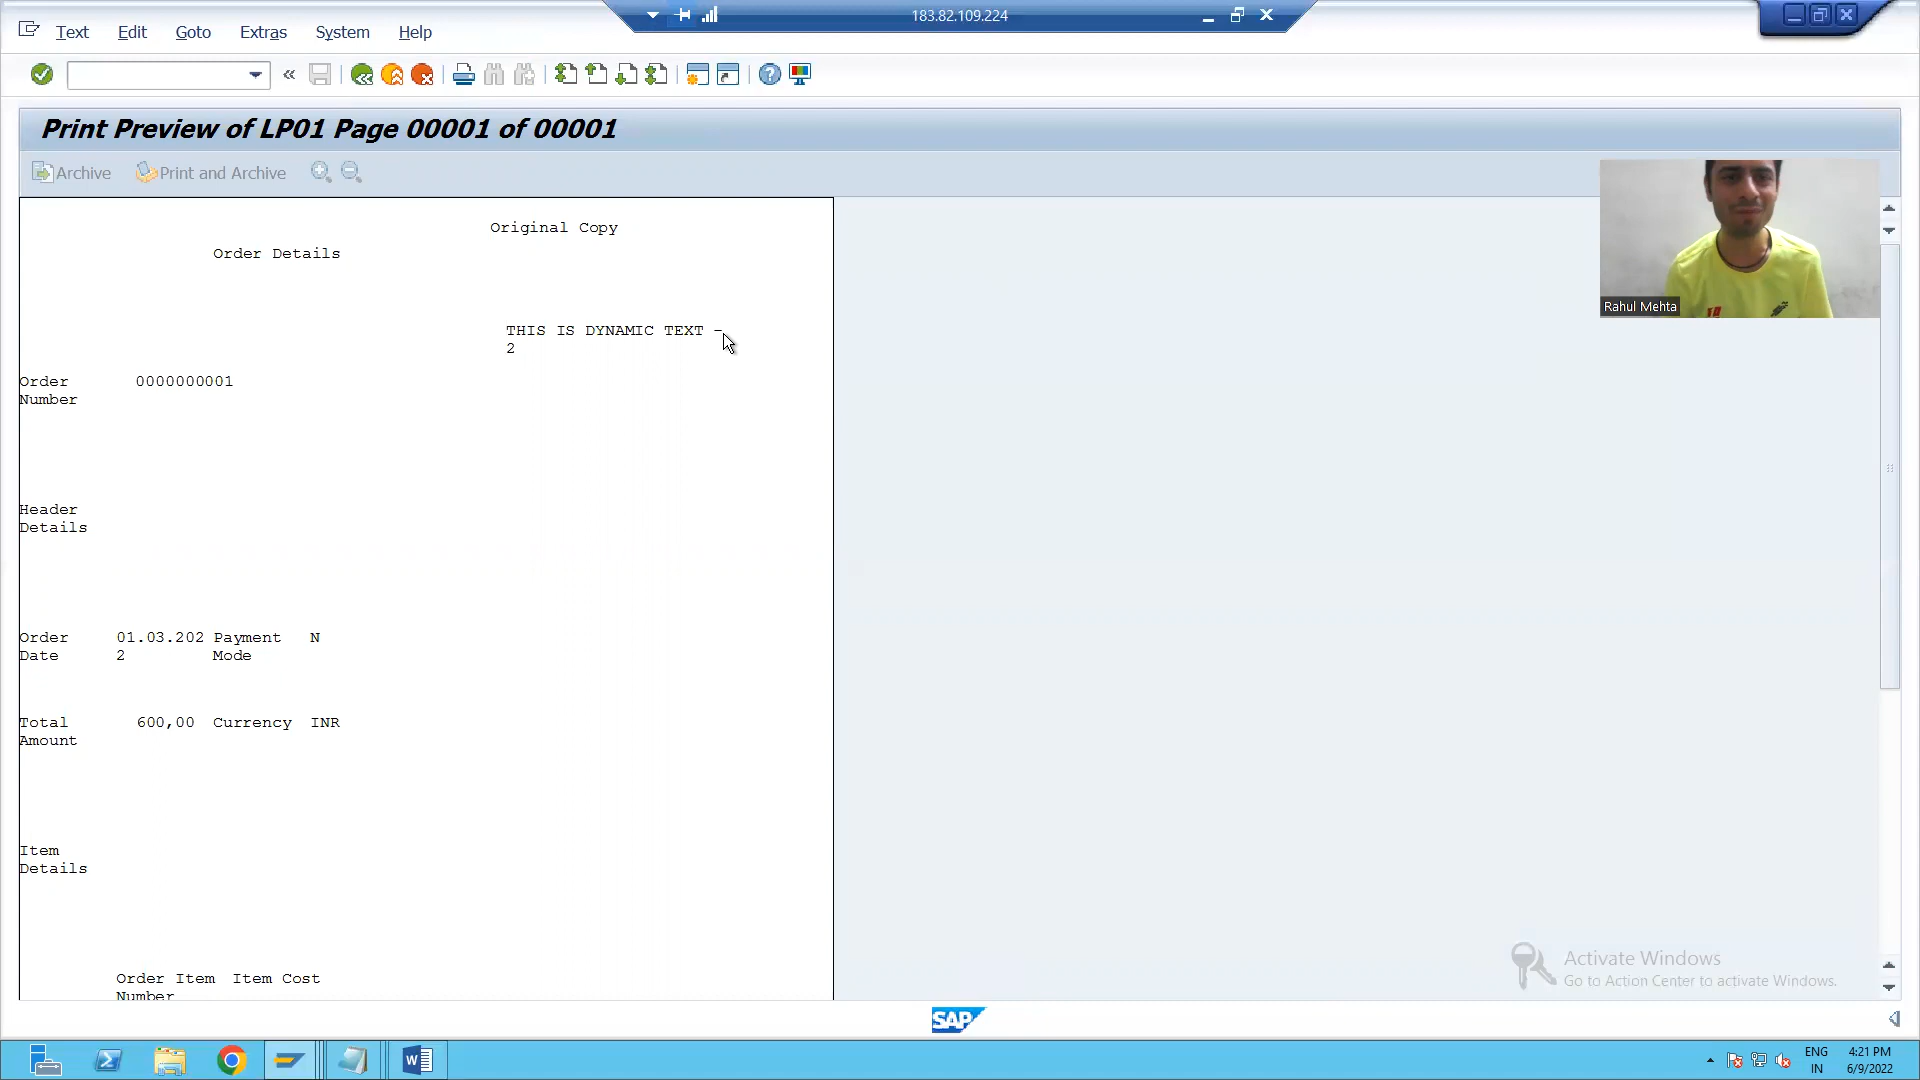 183.82.109.224
Text Edit Goto Extras System Help
Print Preview of LP01 Page 00001 of 00001
Archive Print and Archive
Rahul Mehta
Original Copy
Order Details
THIS IS DYNAMIC TEXT –
2
Order 0000000001
Number
Header
Details
Order 01.03.202 Payment N
Date 2 Mode
Total 600,00 Currency INR
Amount
Item
Details
Order Item Item Cost
Number
Activate Windows
Go to Action Center to activate Windows.
SAP
ENG 4:21 PM
IN 6/9/2022